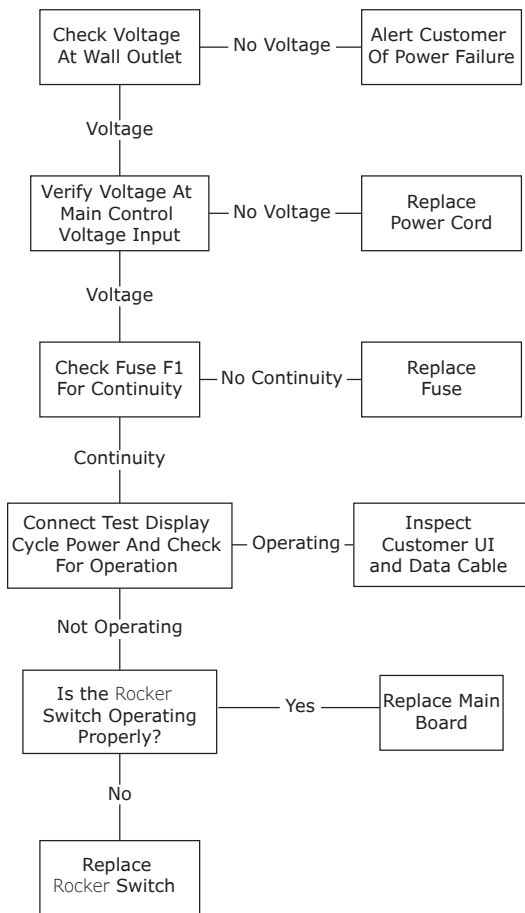 Check Voltage
At Wall Outlet
No Voltage
Alert Customer
Of Power Failure
Voltage
Verify Voltage At
Main Control
Voltage Input
No Voltage
Replace
Power Cord
Voltage
Check Fuse F1
For Continuity
No Continuity
Replace
Fuse
Continuity
Connect Test Display
Cycle Power And Check
For Operation
Operating
Inspect
Customer UI
and Data Cable
Not Operating
Is the Rocker
Switch Operating
Properly?
Yes
Replace Main
Board
No
Replace
Rocker Switch